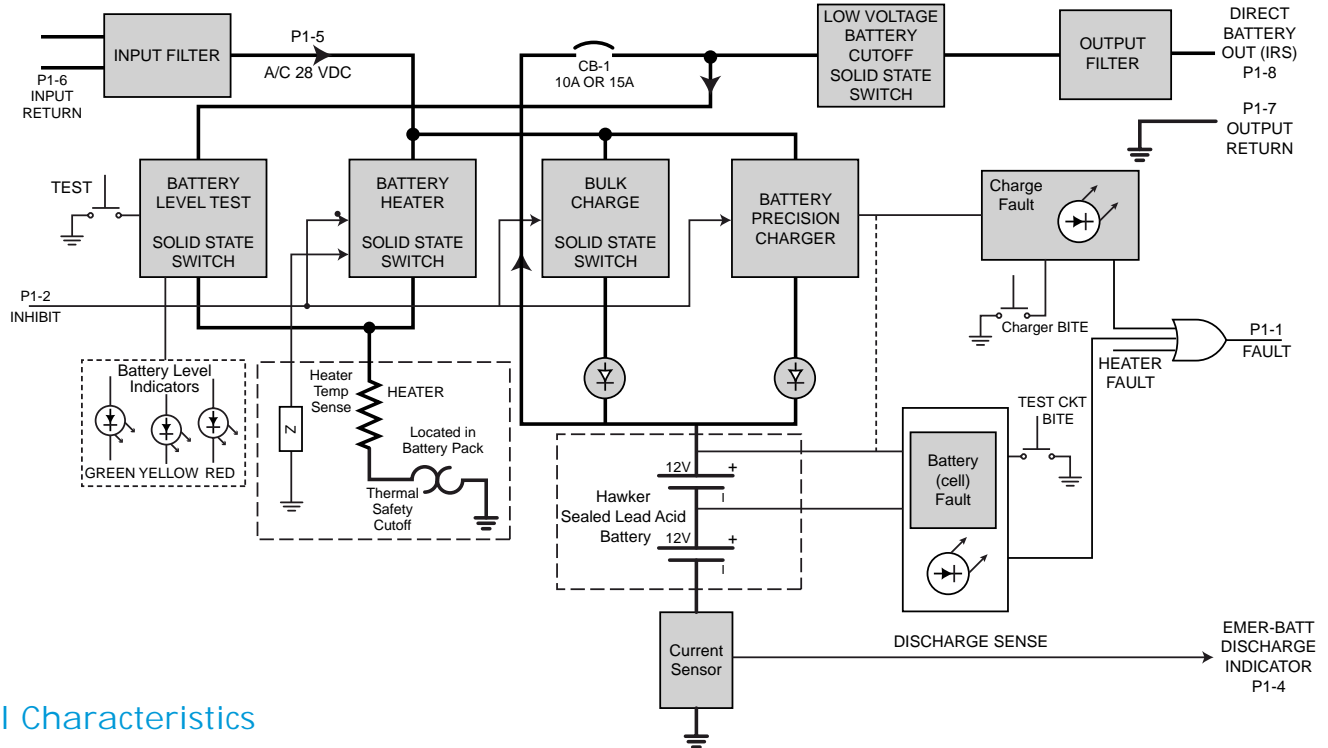 INPUT FILTER
P1-5
A/C 28 VDC
P1-6
INPUT
RETURN
CB-1
10A OR 15A
LOW VOLTAGE
BATTERY
CUTOFF
SOLID STATE
SWITCH
OUTPUT
FILTER
DIRECT
BATTERY
OUT (IRS)
P1-8
P1-7
OUTPUT
RETURN
TEST
BATTERY
LEVEL TEST
SOLID STATE
SWITCH
BATTERY
HEATER
SOLID STATE
SWITCH
BULK
CHARGE
SOLID STATE
SWITCH
BATTERY
PRECISION
CHARGER
Charge
Fault
P1-2
INHIBIT
Charger BITE
HEATER
FAULT
P1-1
FAULT
Battery Level
Indicators
GREEN YELLOW RED
Heater
Temp
Sense
HEATER
Z
Located in
Battery Pack
Thermal
Safety
Cutoff
12V +
Hawker
Sealed Lead Acid
Battery
12V +
TEST CKT
BITE
Battery
(cell)
Fault
Current
Sensor
DISCHARGE SENSE
EMER-BATT
DISCHARGE
INDICATOR
P1-4
l Characteristics